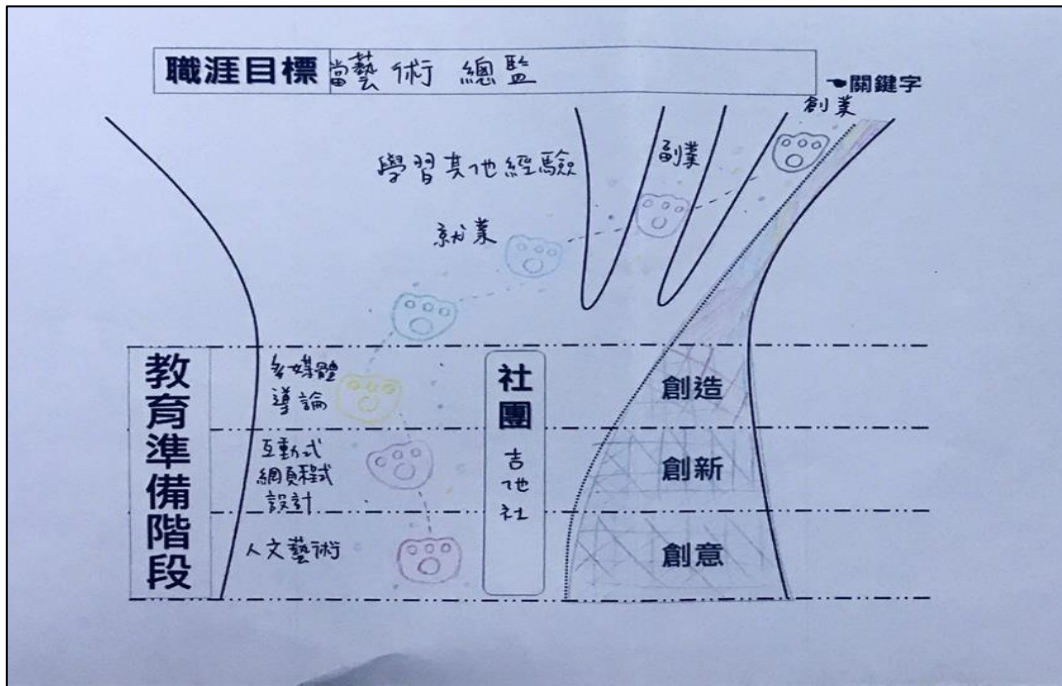 職涯目標 當藝術總監
關鍵字
創業
副業
學習其他經驗
就業
教育準備階段
多媒體
導論
互動式
網頁程式
設計
人文藝術
社團
吉他社
創造
創新
創意